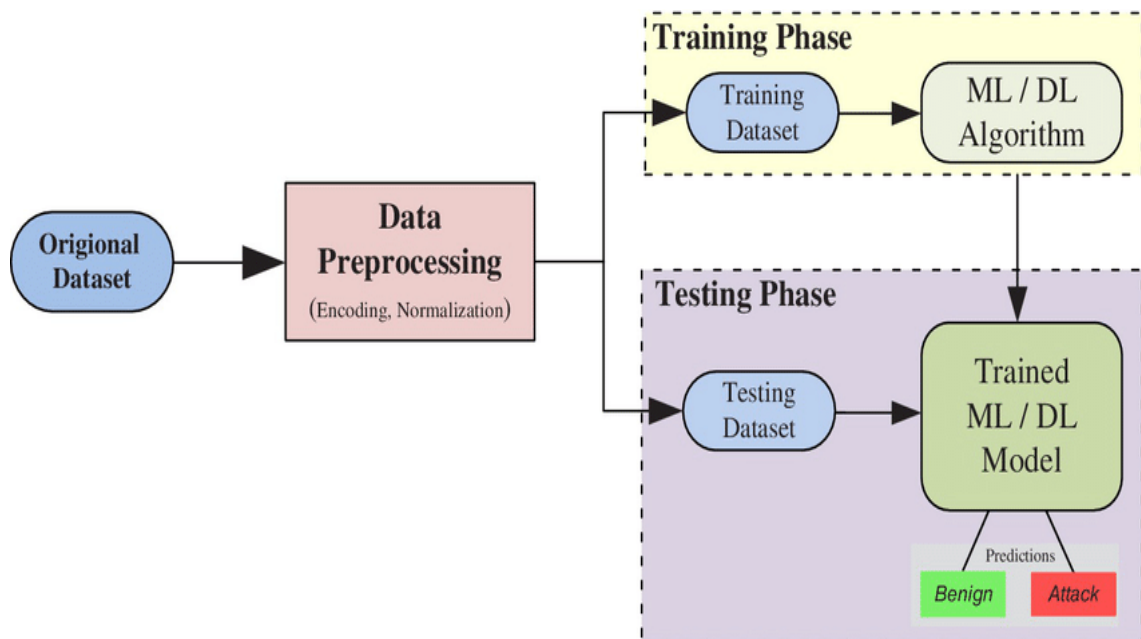 Training Phase
Training
Dataset
ML / DL
Algorithm
Origional
Dataset
Data
Preprocessing
(Encoding, Normalization)
Testing Phase
Testing
Dataset
Trained
ML / DL
Model
Predictions
Benign
Attack